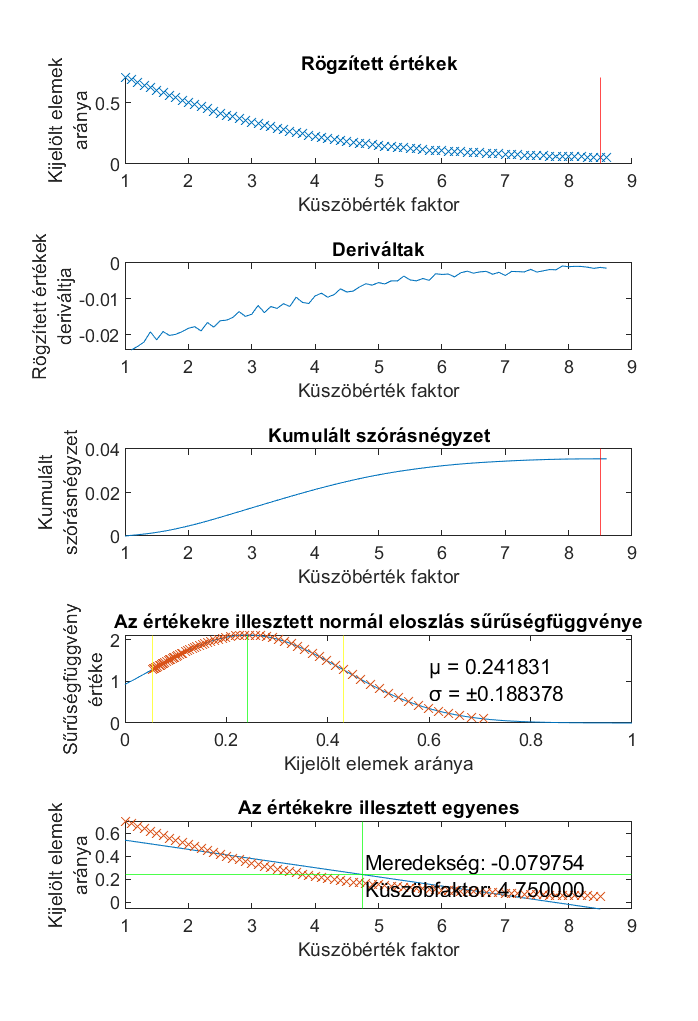 Rögzített értékek
Kijelölt elemek
aránya
0.5
0
1 2 3 4 5 6 7 8 9
Küszöbérték faktor
Deriváltak
Rögzített értékek
deriváltja
0
-0.01
-0.02
1 2 3 4 5 6 7 8 9
Küszöbérték faktor
Kumulált szórásnégyzet
Kumulált
szórásnégyzet
0.04
0.02
0
1 2 3 4 5 6 7 8 9
Küszöbérték faktor
Az értékekre illesztett normál eloszlás sűrűségfüggvénye
Sűrűségfüggvény
értéke
2
1
0
μ = 0.241831
σ = ±0.188378
0 0.2 0.4 0.6 0.8 1
Kijelölt elemek aránya
Az értékekre illesztett egyenes
Kijelölt elemek
aránya
0.6
0.4
0.2
0
Meredekség: -0.079754
Küszöbfaktor: 4.750000
1 2 3 4 5 6 7 8 9
Küszöbérték faktor